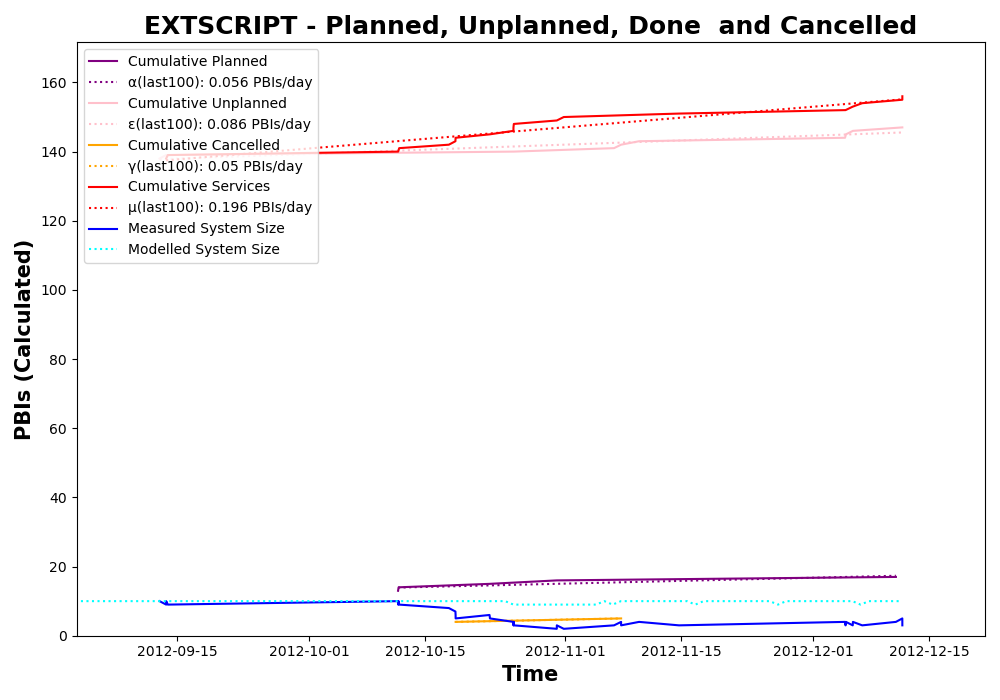 EXTSCRIPT - Planned, Unplanned, Done  and Cancelled
Cumulative Planned
α(last100): 0.056 PBIs/day
Cumulative Unplanned
ε(last100): 0.086 PBIs/day
Cumulative Cancelled
γ(last100): 0.05 PBIs/day
Cumulative Services
μ(last100): 0.196 PBIs/day
Measured System Size
Modelled System Size
PBIs (Calculated)
160
140
120
100
80
60
40
20
0
2012-09-15 2012-10-01 2012-10-15 2012-11-01 2012-11-15 2012-12-01 2012-12-15
Time